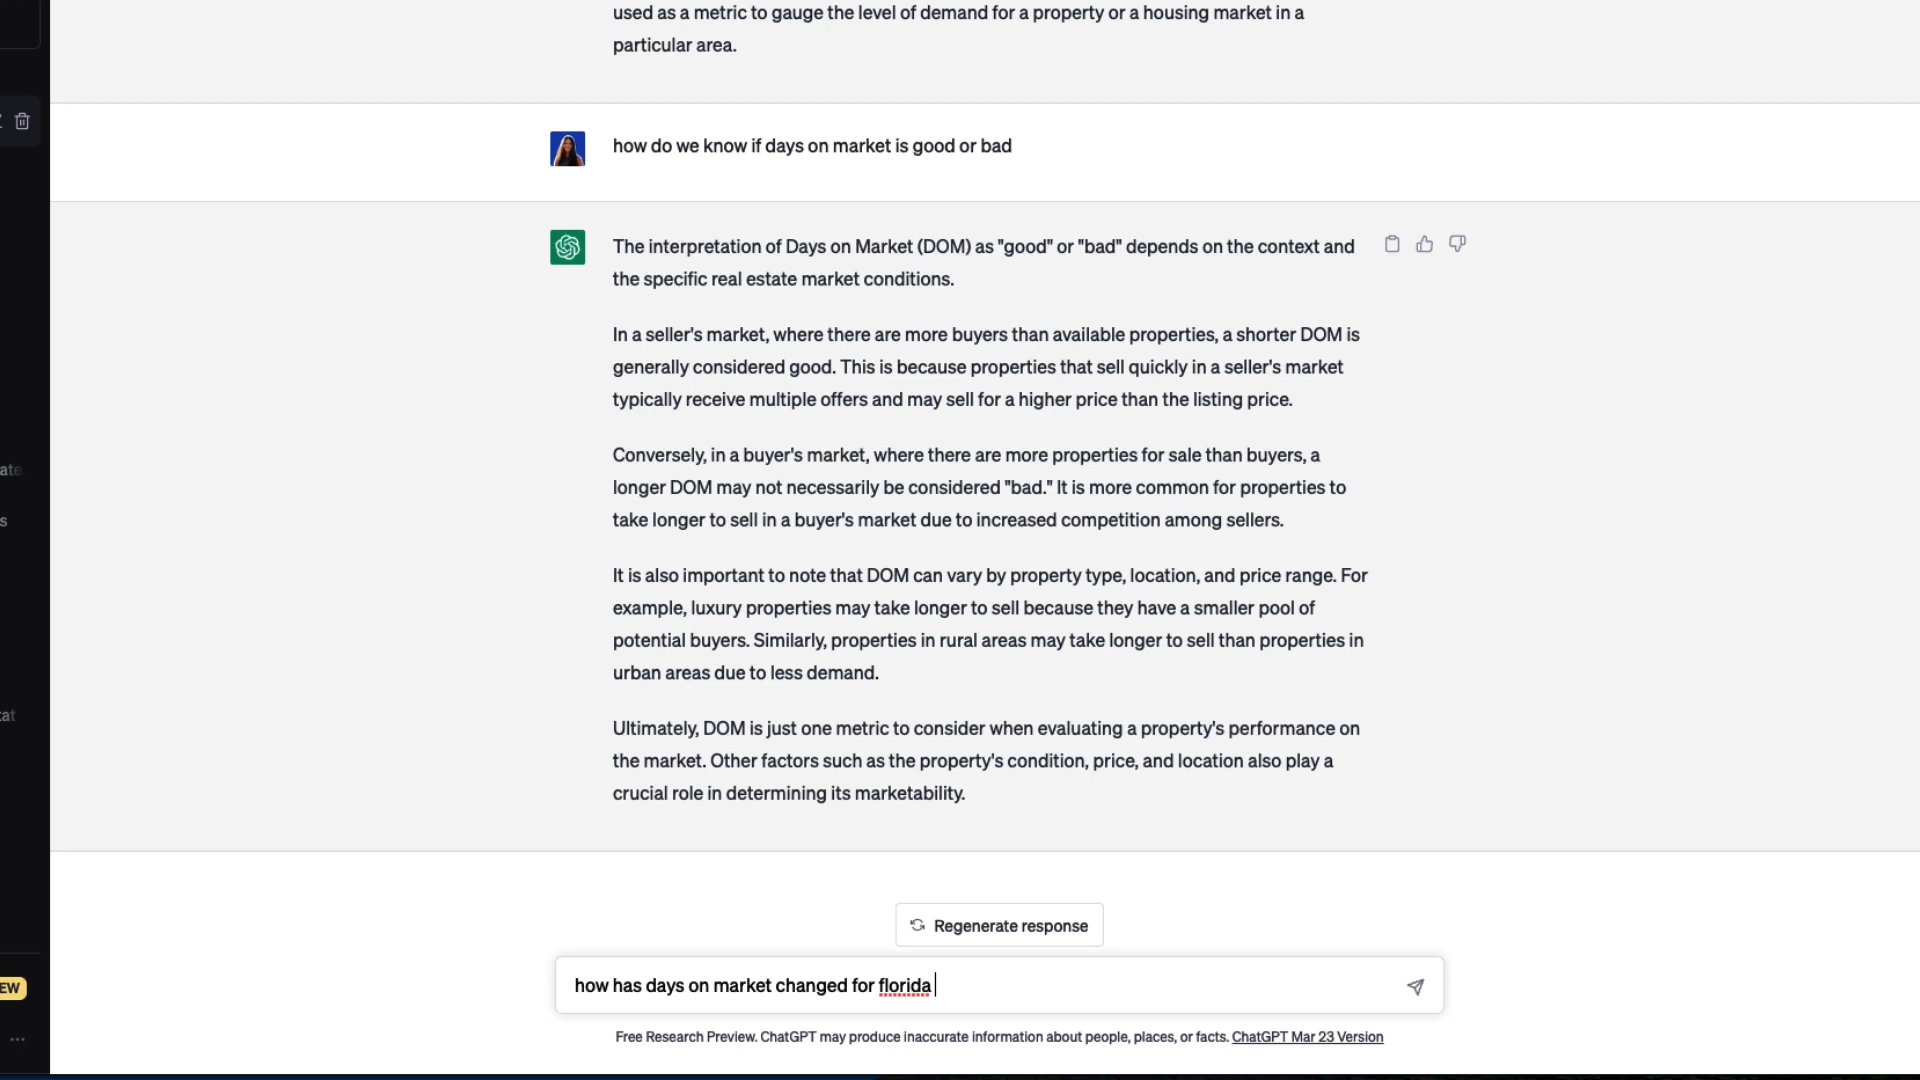 used as a metric to gauge the level of demand for a property or a housing market in a
particular area.
how do we know if days on market is good or bad
The interpretation of Days on Market (DOM) as "good" or "bad" depends on the context and
the specific real estate market conditions.
In a seller's market, where there are more buyers than available properties, a shorter DOM is
generally considered good. This is because properties that sell quickly in a seller's market
typically receive multiple offers and may sell for a higher price than the listing price.
Conversely, in a buyer's market, where there are more properties for sale than buyers, a
longer DOM may not necessarily be considered "bad." It is more common for properties to
take longer to sell in a buyer's market due to increased competition among sellers.
ate
s
It is also important to note that DOM can vary by property type, location, and price range. For
example, luxury properties may take longer to sell because they have a smaller pool of
potential buyers. Similarly, properties in rural areas may take longer to sell than properties in
urban areas due to less demand.
tat
Ultimately, DOM is just one metric to consider when evaluating a property's performance on
the market. Other factors such as the property's condition, price, and location also play a
crucial role in determining its marketability.
Regenerate response
EW
how has days on market changed for florida
Free Research Preview. ChatGPT may produce inaccurate information about people, places, or facts. ChatGPT Mar 23 Version